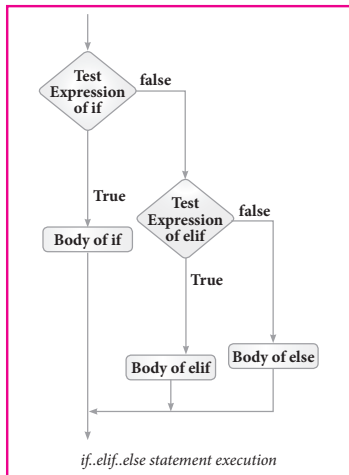 Test
Expression
of if
false
True
Body of if
Test
Expression
of elif
false
True
Body of elif
Body of else
if..elif..else statement execution